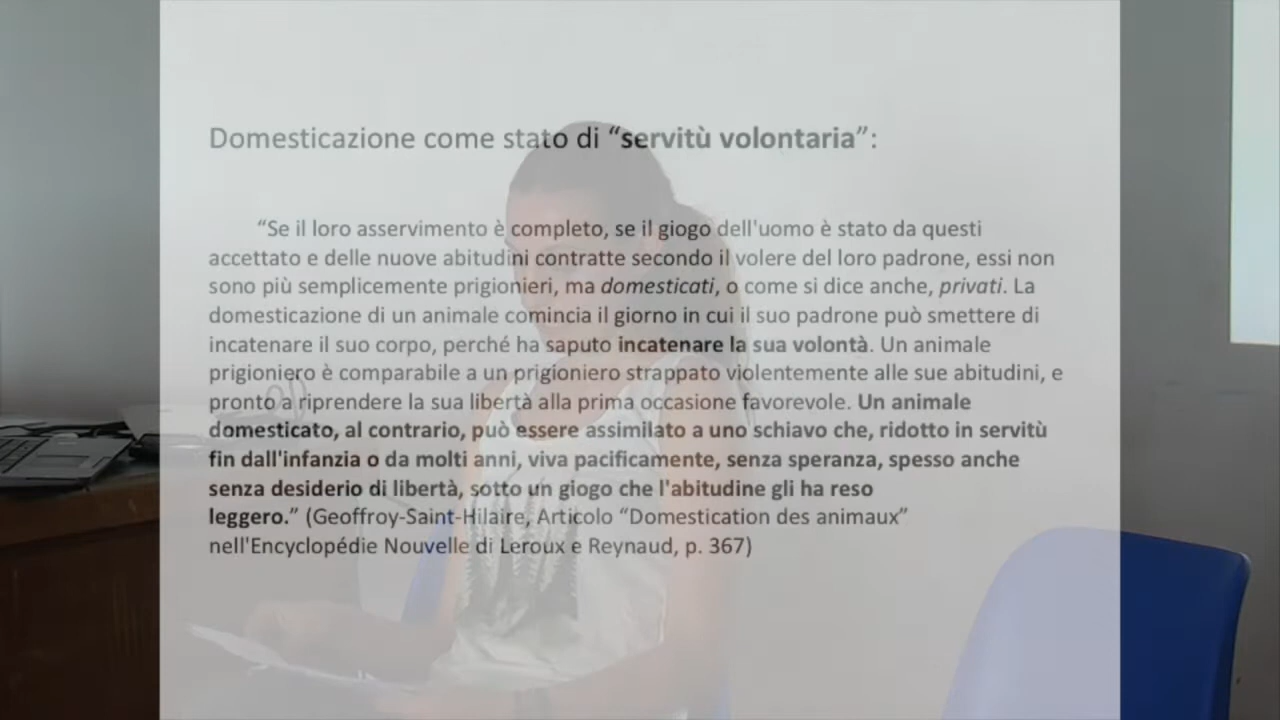 Domesticazione come stato di “servitù volontaria”:
“Se il loro asservimento è completo, se il giogo dell'uomo è stato da questi
accettato e delle nuove abitudini contratte secondo il volere del loro padrone, essi non
sono più semplicemente prigionieri, ma domesticati, o come si dice anche, privati. La
domesticazione di un animale comincia il giorno in cui il suo padrone può smettere di
incatenare il suo corpo, perché ha saputo incatenare la sua volontà. Un animale
prigioniero è comparabile a un prigioniero strappato violentemente alle sue abitudini, e
pronto a riprendere la sua libertà alla prima occasione favorevole. Un animale
domesticato, al contrario, può essere assimilato a uno schiavo che, ridotto in servitù
fin dall'infanzia o da molti anni, viva pacificamente, senza speranza, spesso anche
senza desiderio di libertà, sotto un giogo che l'abitudine gli ha reso
leggero.” (Geoffroy-Saint-Hilaire, Articolo “Domestication des animaux”
nell'Encyclopédie Nouvelle di Leroux e Reynaud, p. 367)